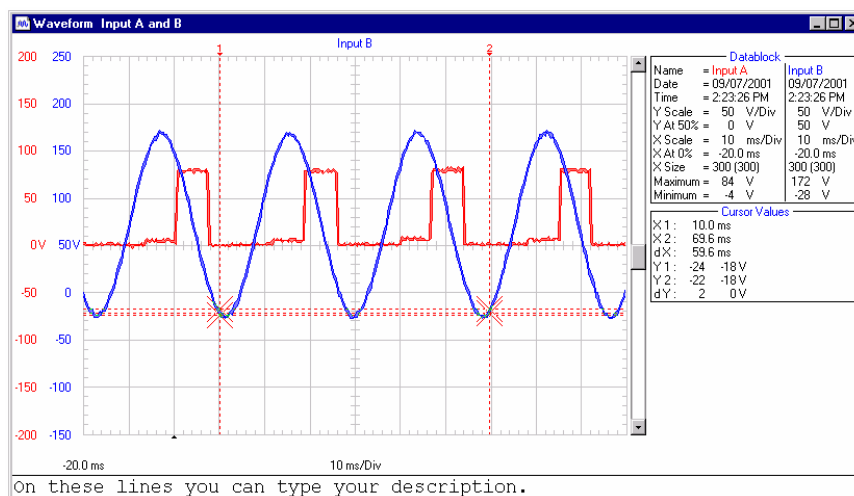 Waveform Input A and B
Input B
1
2
200
150
100
50
0V
-50
-100
-150
-200
250
200
150
100
50V
0
-50
-100
-150
-20.0 ms
10 ms/Div
Datablock
Name = Input A Input B
Date = 09/07/2001 09/07/2001
Time = 2:23:26 PM 2:23:26 PM
Y Scale = 50 V/Div 50 V/Div
Y At 50% = 0 V 50 V
X Scale = 10 ms/Div 10 ms/Div
X At 0% = -20.0 ms -20.0 ms
X Size = 300 (300) 300 (300)
Maximum = 84 V 172 V
Minimum = -4 V -28 V
Cursor Values
X1: 10.0 ms
X2: 69.6 ms
dX: 59.6 ms
Y1: -24 -18 V
Y2: -22 -18 V
dY: 2 0 V
On these lines you can type your description.